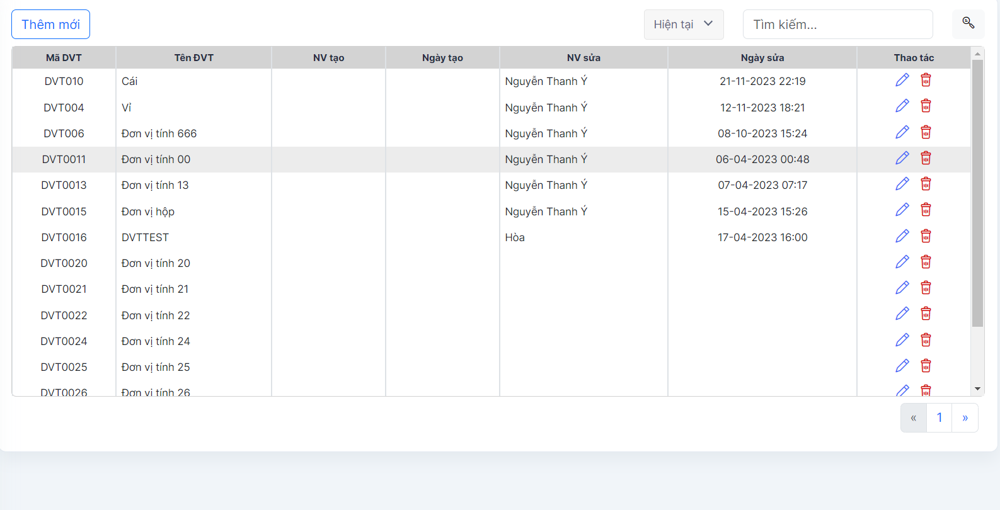 Thêm mới Hiện tại Tìm kiếm...
Mã DVT Tên ĐVT NV tạo Ngày tạo NV sửa Ngày sửa Thao tác
DVT010 Cái Nguyễn Thanh Ý 21-11-2023 22:19
DVT004 Vỉ Nguyễn Thanh Ý 12-11-2023 18:21
DVT006 Đơn vị tính 666 Nguyễn Thanh Ý 08-10-2023 15:24
DVT0011 Đơn vị tính 00 Nguyễn Thanh Ý 06-04-2023 00:48
DVT0013 Đơn vị tính 13 Nguyễn Thanh Ý 07-04-2023 07:17
DVT0015 Đơn vị hộp Nguyễn Thanh Ý 15-04-2023 15:26
DVT0016 DVTTEST Hòa 17-04-2023 16:00
DVT0020 Đơn vị tính 20
DVT0021 Đơn vị tính 21
DVT0022 Đơn vị tính 22
DVT0024 Đơn vị tính 24
DVT0025 Đơn vị tính 25
DVT0026 Đơn vị tính 26
« 1 »